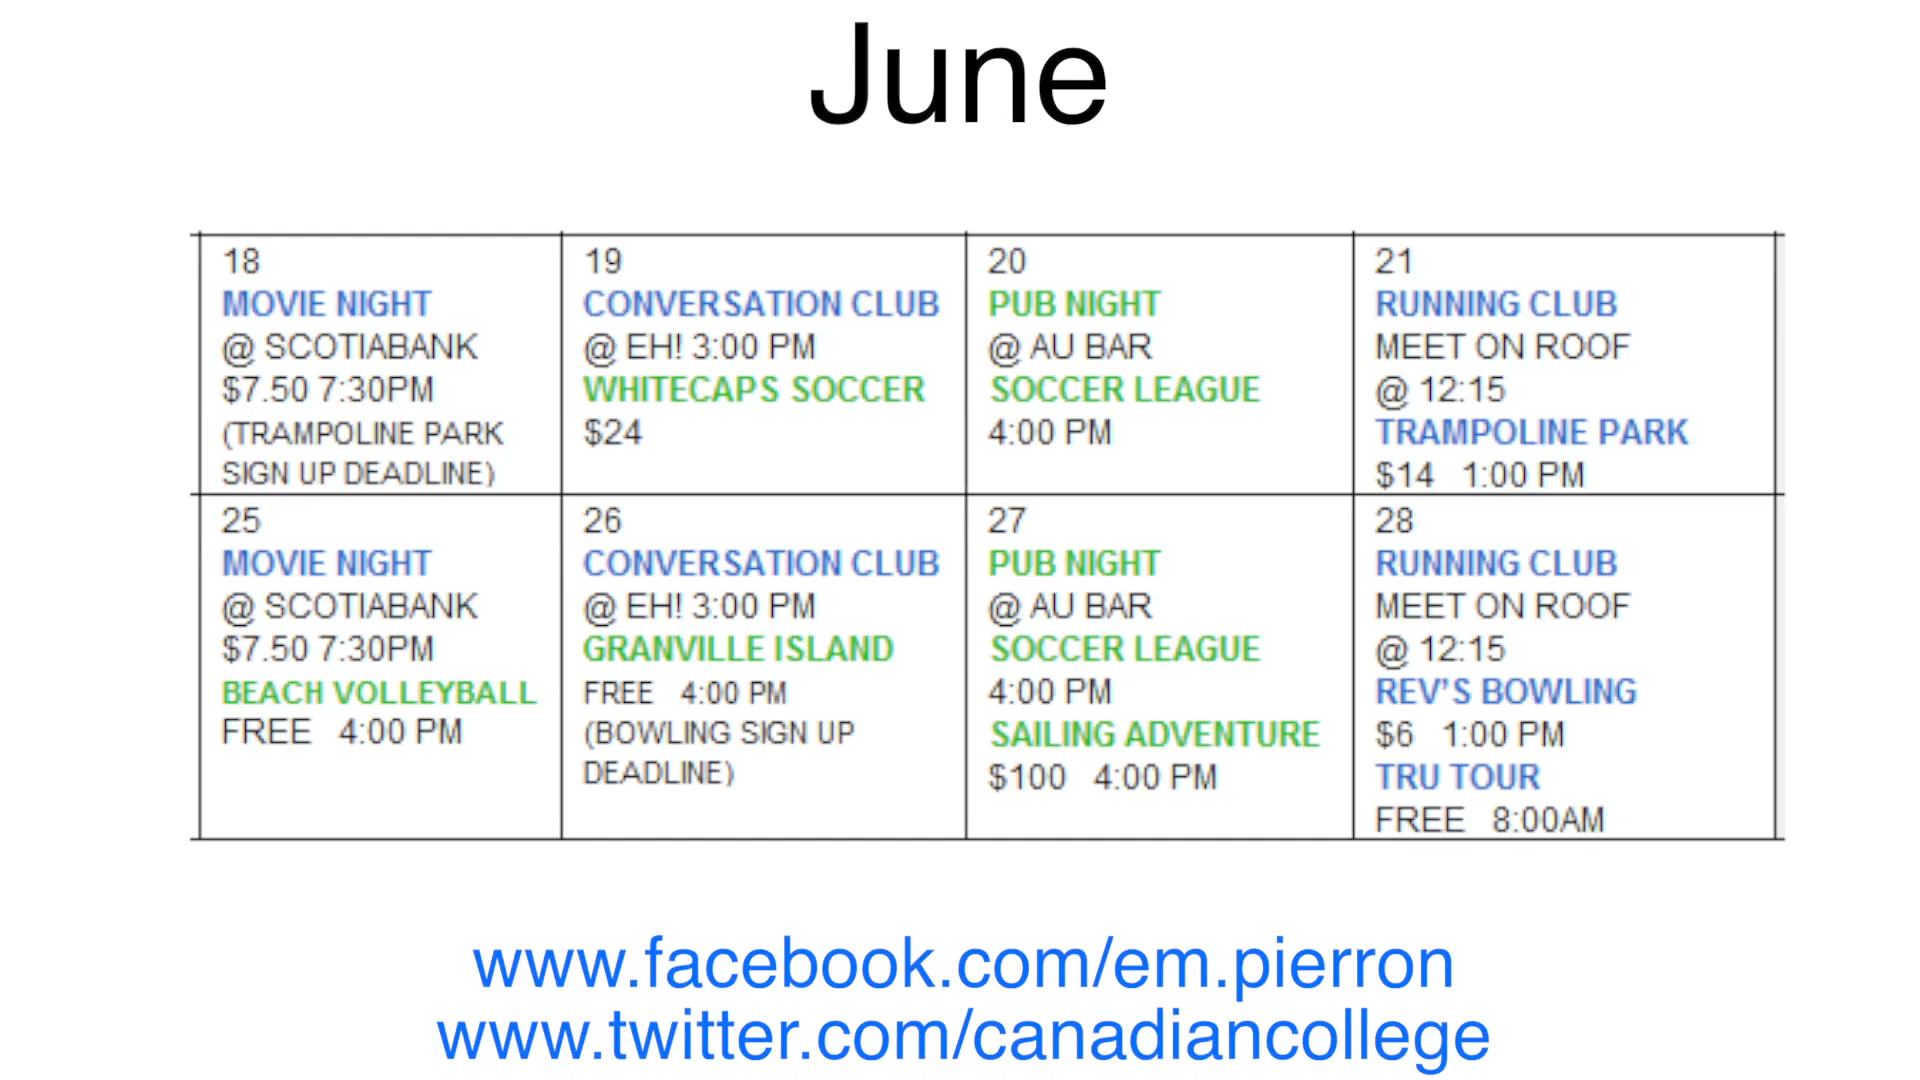 June
18
MOVIE NIGHT
@ SCOTIABANK
$7.50 7:30PM
(TRAMPOLINE PARK
SIGN UP DEADLINE)
19
CONVERSATION CLUB
@ EH! 3:00 PM
WHITECAPS SOCCER
$24
20
PUB NIGHT
@ AU BAR
SOCCER LEAGUE
4:00 PM
21
RUNNING CLUB
MEET ON ROOF
@ 12:15
TRAMPOLINE PARK
$14 1:00 PM
25
MOVIE NIGHT
@ SCOTIABANK
$7.50 7:30PM
BEACH VOLLEYBALL
FREE 4:00 PM
26
CONVERSATION CLUB
@ EH! 3:00 PM
GRANVILLE ISLAND
FREE 4:00 PM
(BOWLING SIGN UP
DEADLINE)
27
PUB NIGHT
@ AU BAR
SOCCER LEAGUE
4:00 PM
SAILING ADVENTURE
$100 4:00 PM
28
RUNNING CLUB
MEET ON ROOF
@ 12:15
REV'S BOWLING
$6 1:00 PM
TRU TOUR
FREE 8:00AM
www.facebook.com/em.pierron
www.twitter.com/canadiancollege